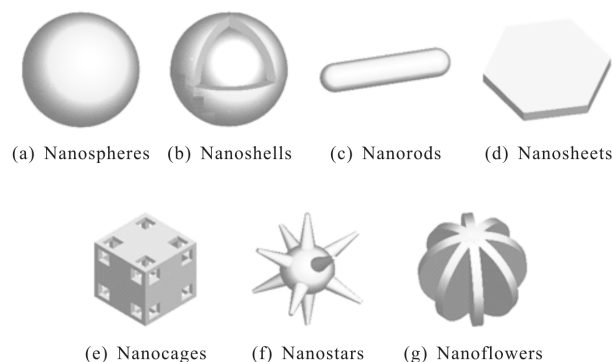 (a) Nanospheres (b) Nanoshells (c) Nanorods (d) Nanosheets
(e) Nanocages (f) Nanostars (g) Nanoflowers